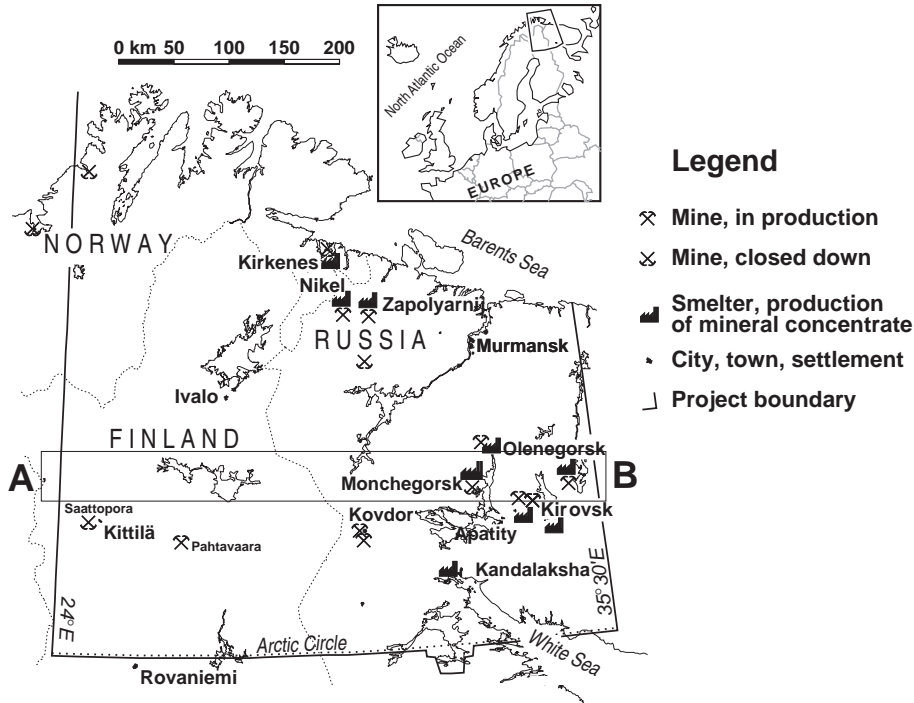 0 km 50 100 150 200
North Atlantic Ocean
EUROPE
Legend
Mine, in production
Mine, closed down
Smelter, production
of mineral concentrate
City, town, settlement
Project boundary
NORWAY
Barents Sea
Kirkenes
Nikel
Zapolyarnij
RUSSIA
Murmansk
Ivalo
FINLAND
Olenegorsk
A
B
Monchegorsk
Saattopora
Kittilä
Kovdor
Kirovsk
Apatity
Pahtavaara
Kandalaksha
24°E
35°30'E
Arctic Circle
White Sea
Rovaniemi